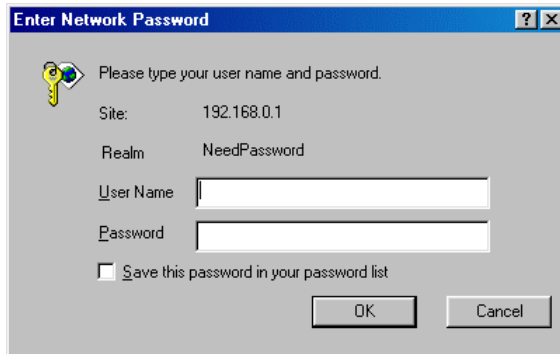 Enter Network Password
Please type your user name and password.
Site: 192.168.0.1
Realm NeedPassword
User Name
Password
Save this password in your password list
OK Cancel